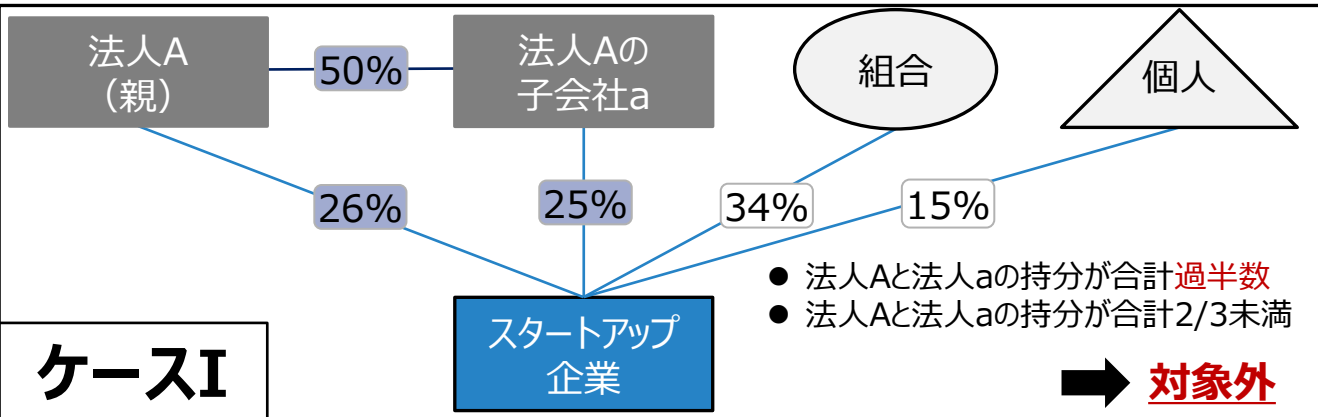 法人A
（親）
50%
法人Aの
子会社a
組合
個人
26%
25%
34%
15%
● 法人Aと法人aの持分が合計過半数
● 法人Aと法人aの持分が合計2/3未満
スタートアップ
企業
ケースI
➡ 対象外